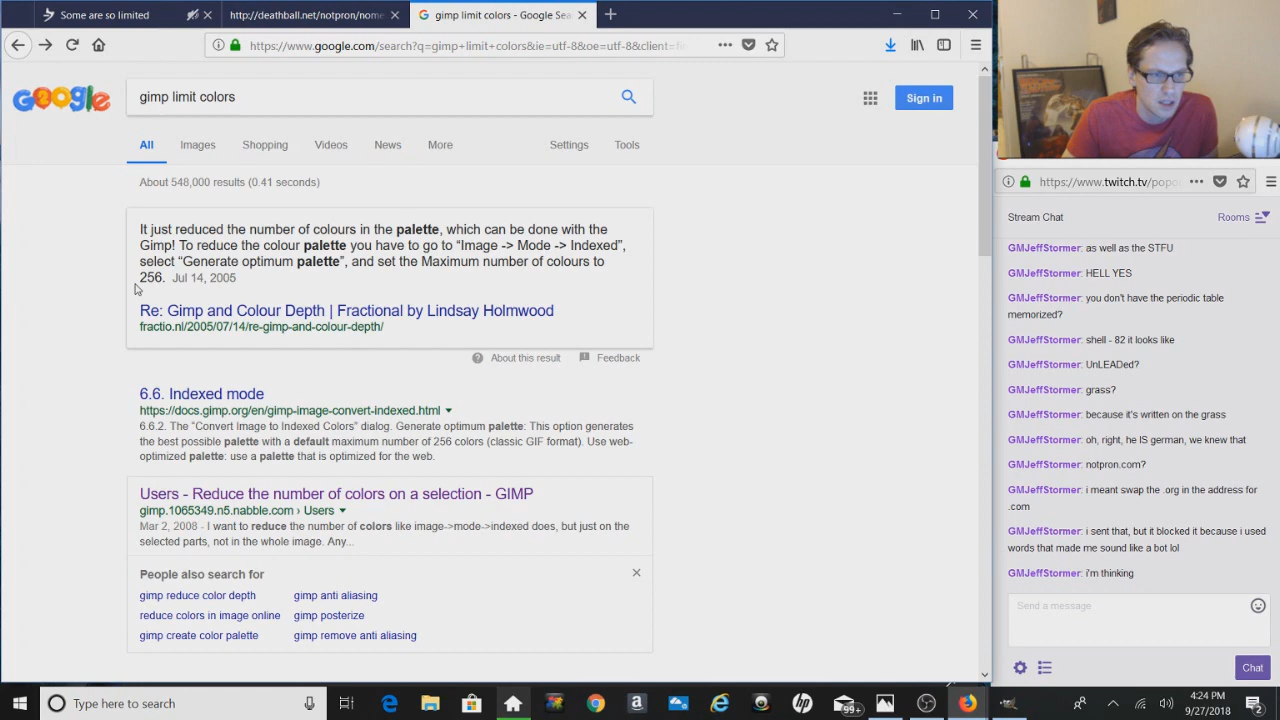 Some are so limited
http://deathball.net/notpron/nome
gimp limit colors - Google Sea
https://www.google.com/search?q=gimp+limit+colors&ie=utf-8&oe=utf-8&client=fi
Google
gimp limit colors
Sign in
All Images Shopping Videos News More Settings Tools
About 548,000 results (0.41 seconds)
It just reduced the number of colours in the palette, which can be done with the
Gimp! To reduce the colour palette you have to go to “Image -> Mode -> Indexed”,
select “Generate optimum palette”, and set the Maximum number of colours to
256. Jul 14, 2005
Re: Gimp and Colour Depth | Fractional by Lindsay Holmwood
fractio.nl/2005/07/14/re-gimp-and-colour-depth/
About this result Feedback
6.6. Indexed mode
https://docs.gimp.org/en/gimp-image-convert-indexed.html
6.6.2. The “Convert Image to Indexed Colors” dialog. Generate optimum palette: This option generates
the best possible palette with a default maximum number of 256 colors (classic GIF format). Use web-
optimized palette: use a palette that is optimized for the web.
Users - Reduce the number of colors on a selection - GIMP
gimp.1065349.n5.nabble.com › Users
Mar 2, 2008 - I want to reduce the number of colors like image->mode->indexed does, but just on the
selected parts, not in the whole image. Any...
People also search for
gimp reduce color depth gimp anti aliasing
reduce colors in image online gimp posterize
gimp create color palette gimp remove anti aliasing
https://www.twitch.tv/popo
Stream Chat Rooms
GMJeffStormer: as well as the STFU
GMJeffStormer: HELL YES
GMJeffStormer: you don't have the periodic table
memorized?
GMJeffStormer: shell - 82 it looks like
GMJeffStormer: UnLEADed?
GMJeffStormer: grass?
GMJeffStormer: because it's written on the grass
GMJeffStormer: oh, right, he IS german, we knew that
GMJeffStormer: notpron.com?
GMJeffStormer: i meant swap the .org in the address for
.com
GMJeffStormer: i sent that, but it blocked it because i used
words that made me sound like a bot lol
GMJeffStormer: i'm thinking
Send a message
Chat
Type here to search
hp
99+
4:24 PM
9/27/2018
2